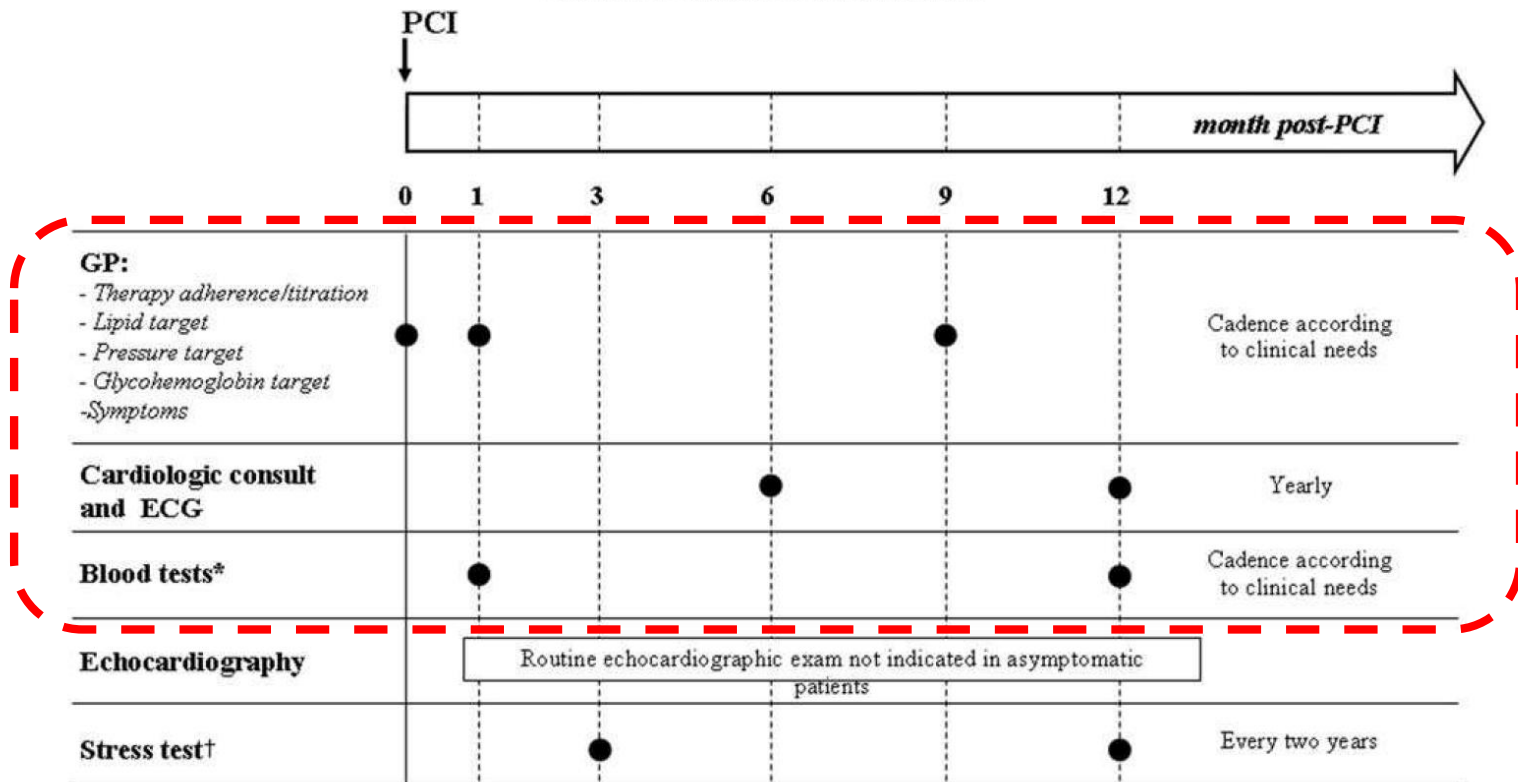 PCI
month post-PCI
0 1 3 6 9 12
GP:
- Therapy adherence/titration
- Lipid target
- Pressure target
- Glycohemoglobin target
-Symptoms
Cadence according
to clinical needs
Cardiologic consult
and ECG
Yearly
Blood tests*
Cadence according
to clinical needs
Echocardiography
Routine echocardiographic exam not indicated in asymptomatic
patients
Stress test†
Every two years